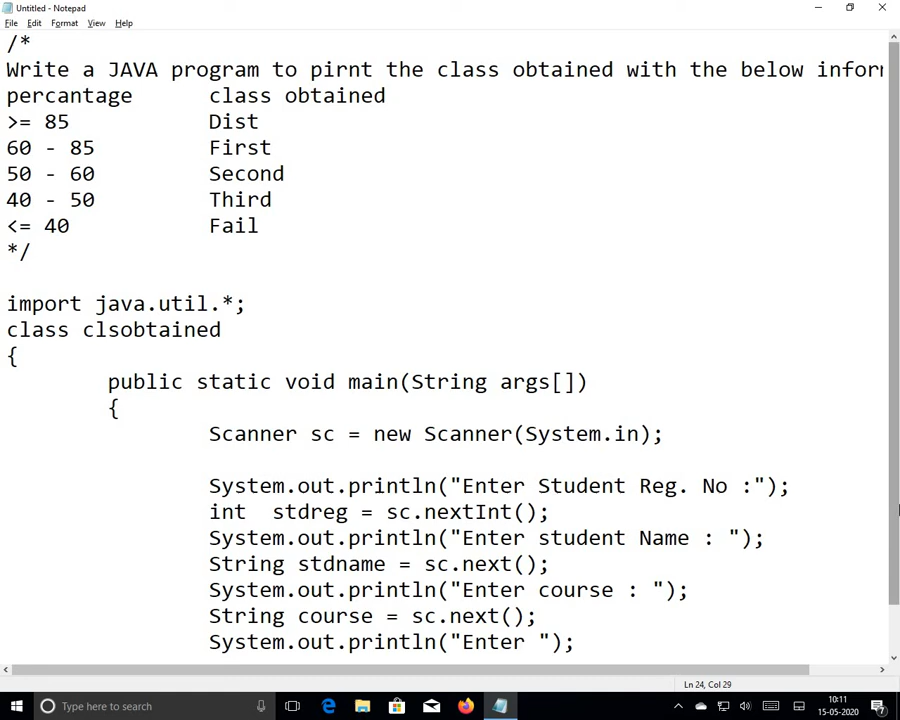 Untitled - Notepad
File Edit Format View Help
/*
Write a JAVA program to pirnt the class obtained with the below
percantage class obtained
>= 85 Dist
60 - 85 First
50 - 60 Second
40 - 50 Third
<= 40 Fail
*/
import java.util.*;
class clsobtained
{
public static void main(String args[])
{
Scanner sc = new Scanner(System.in);
System.out.println("Enter Student Reg. No :");
int  stdreg = sc.nextInt();
System.out.println("Enter student Name : ");
String stdname = sc.next();
System.out.println("Enter course : ");
String course = sc.next();
System.out.println("Enter ");
Ln 24, Col 29
Type here to search
10:11
15-05-2020
7